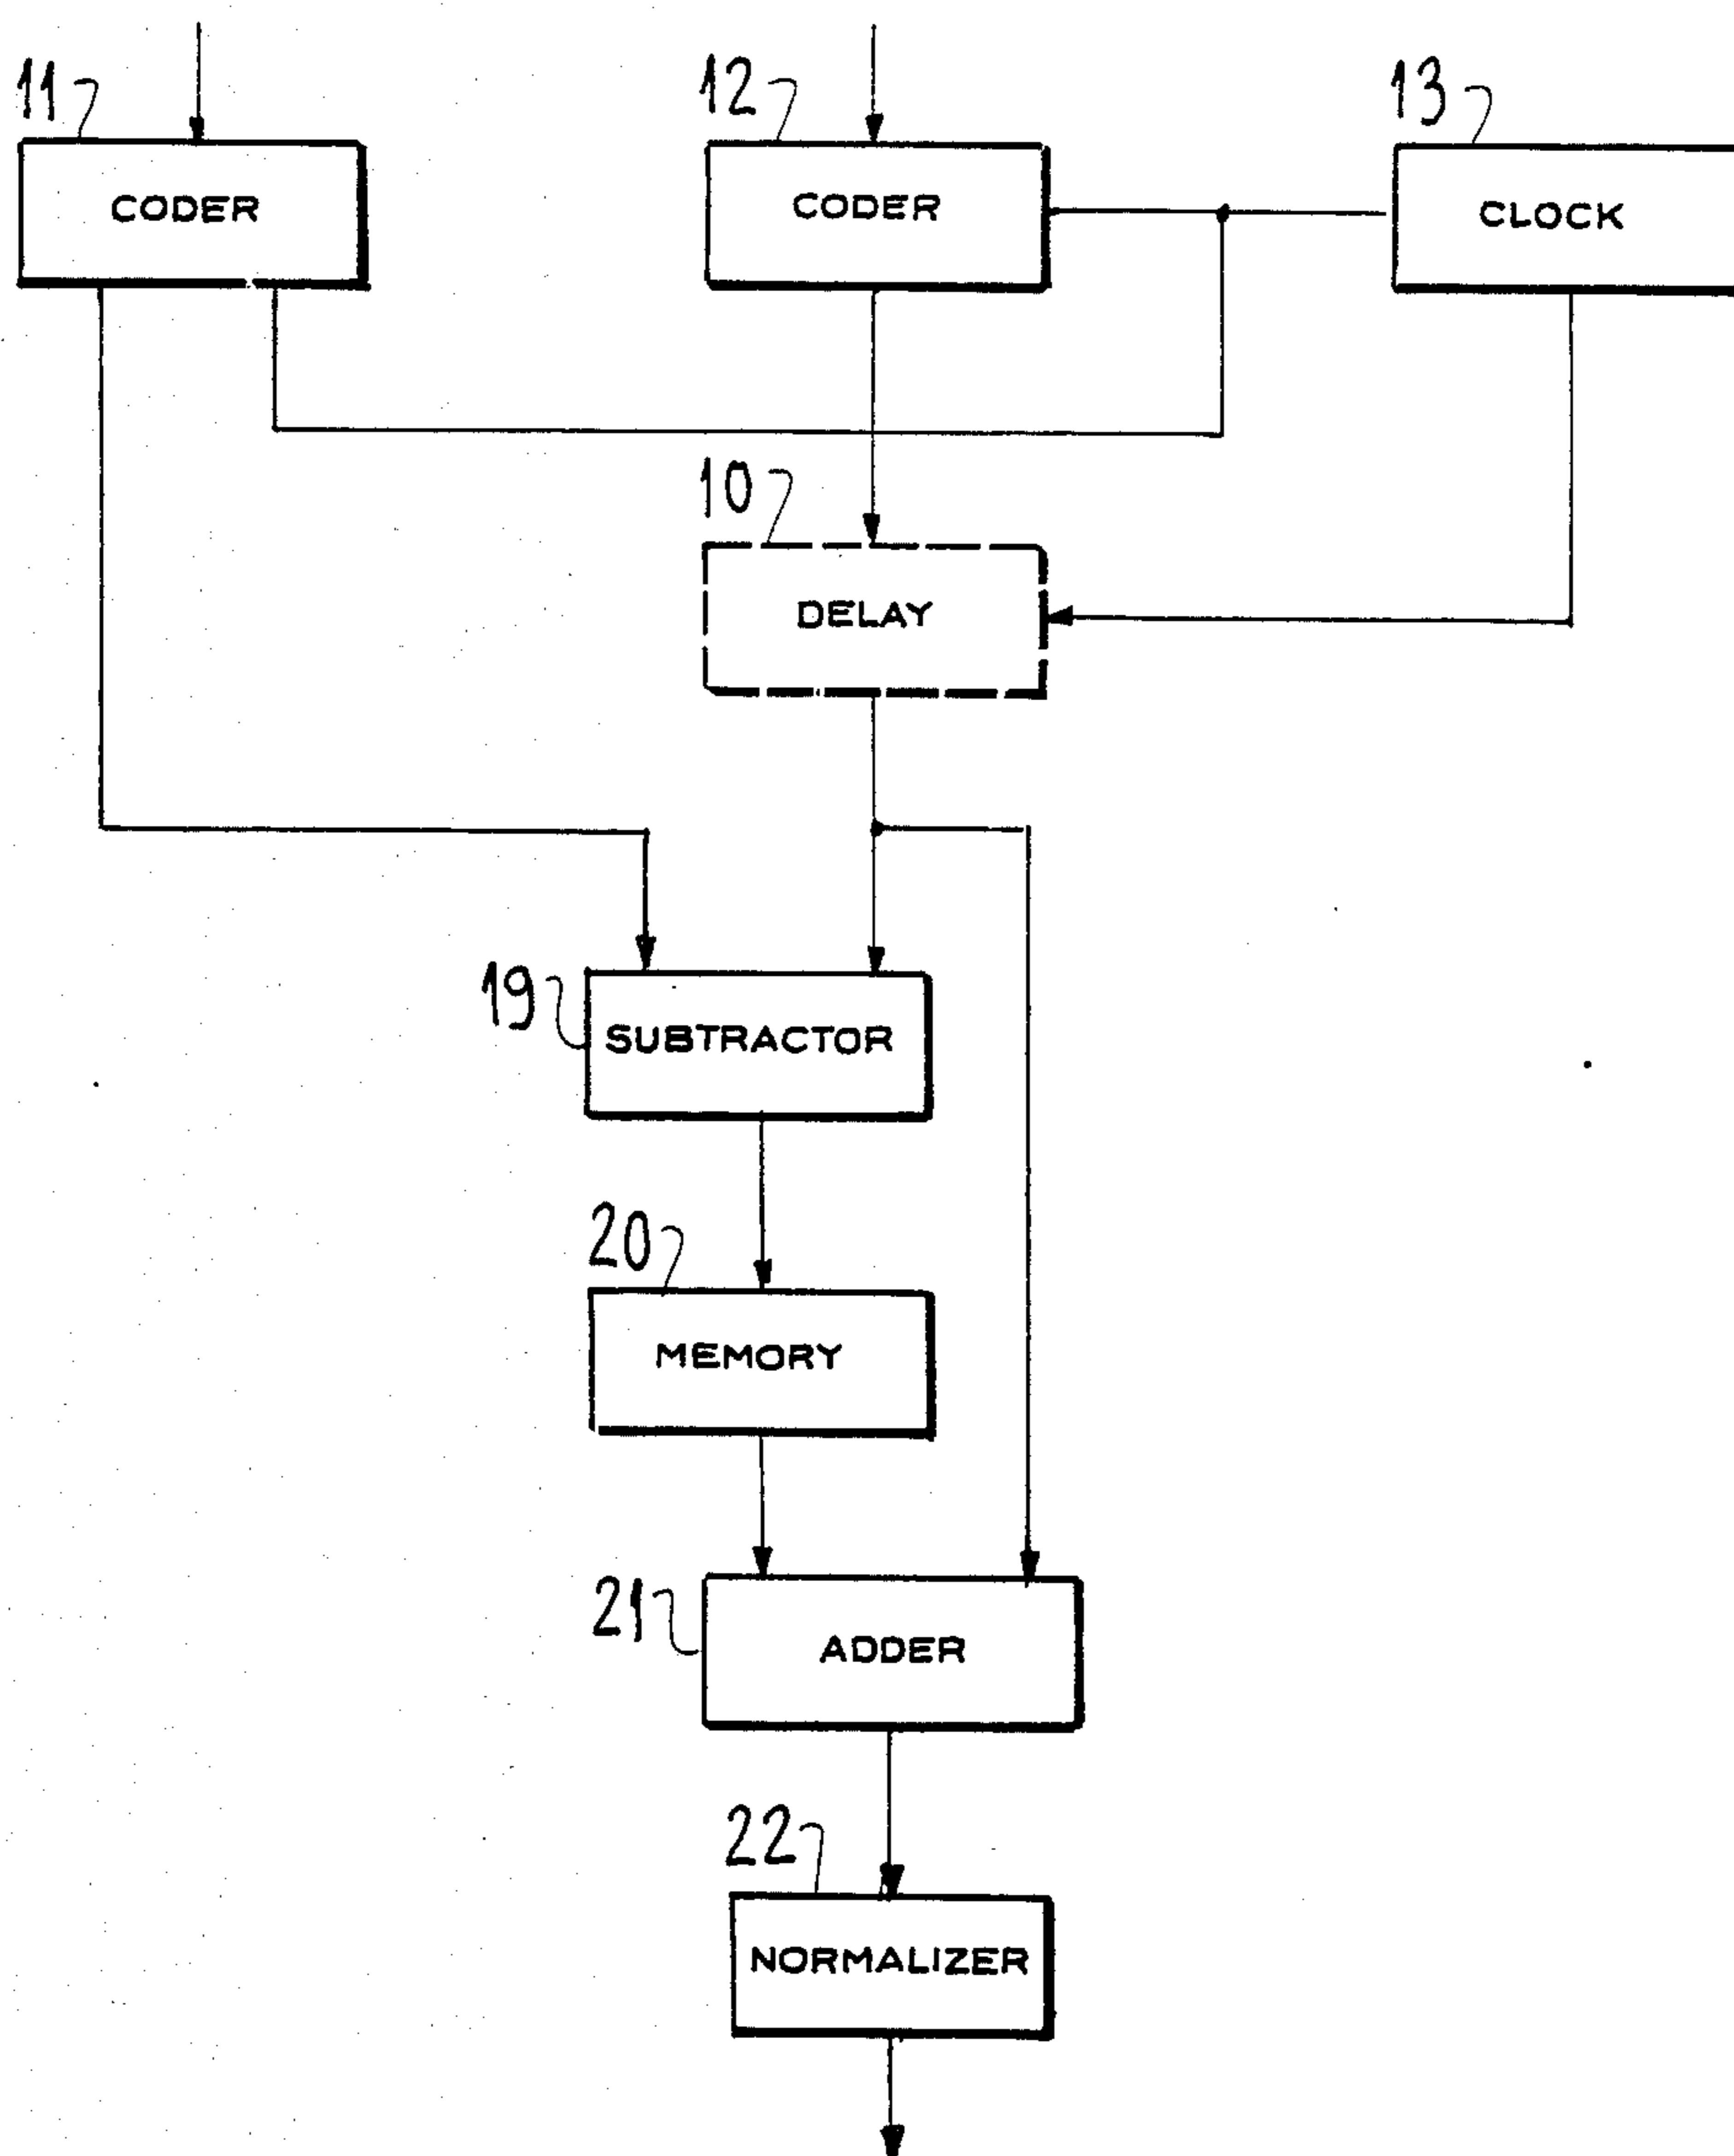 11
12
13
CODER
CODER
CLOCK
10
DELAY
19
SUBTRACTOR
20
MEMORY
21
ADDER
22
NORMALIZER